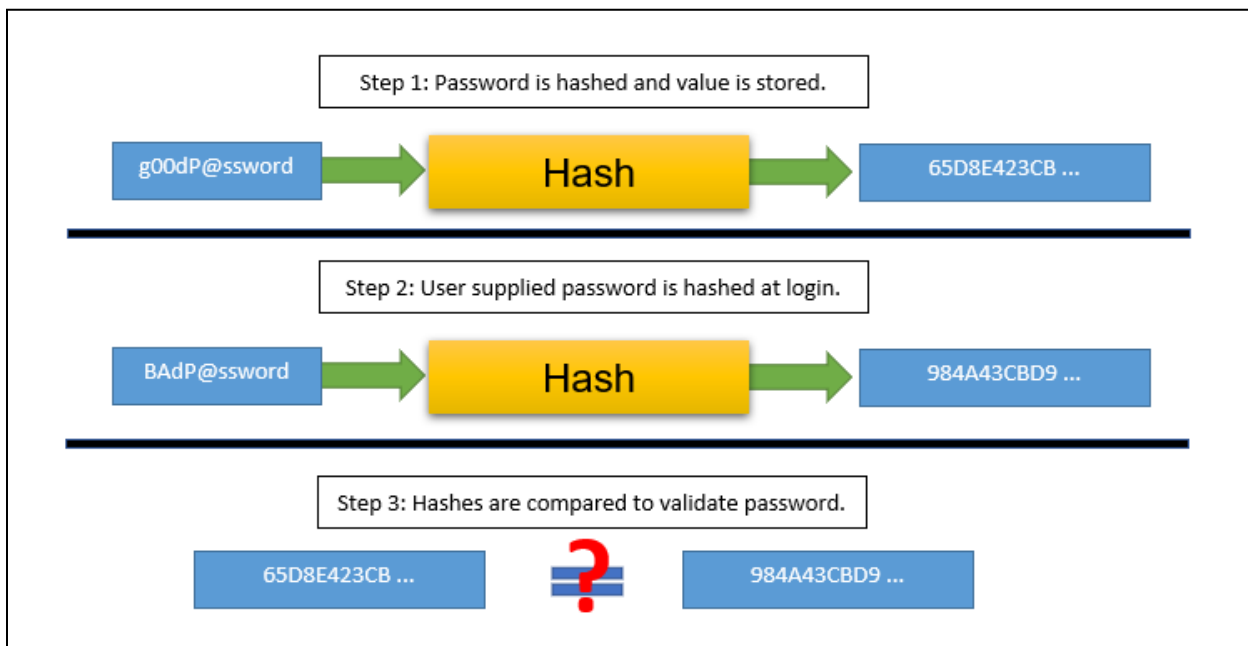 Step 1: Password is hashed and value is stored.
g00dP@ssword
Hash
65D8E423CB ...
Step 2: User supplied password is hashed at login.
BAdP@ssword
Hash
984A43CBD9 ...
Step 3: Hashes are compared to validate password.
65D8E423CB ...
=
?
984A43CBD9 ...